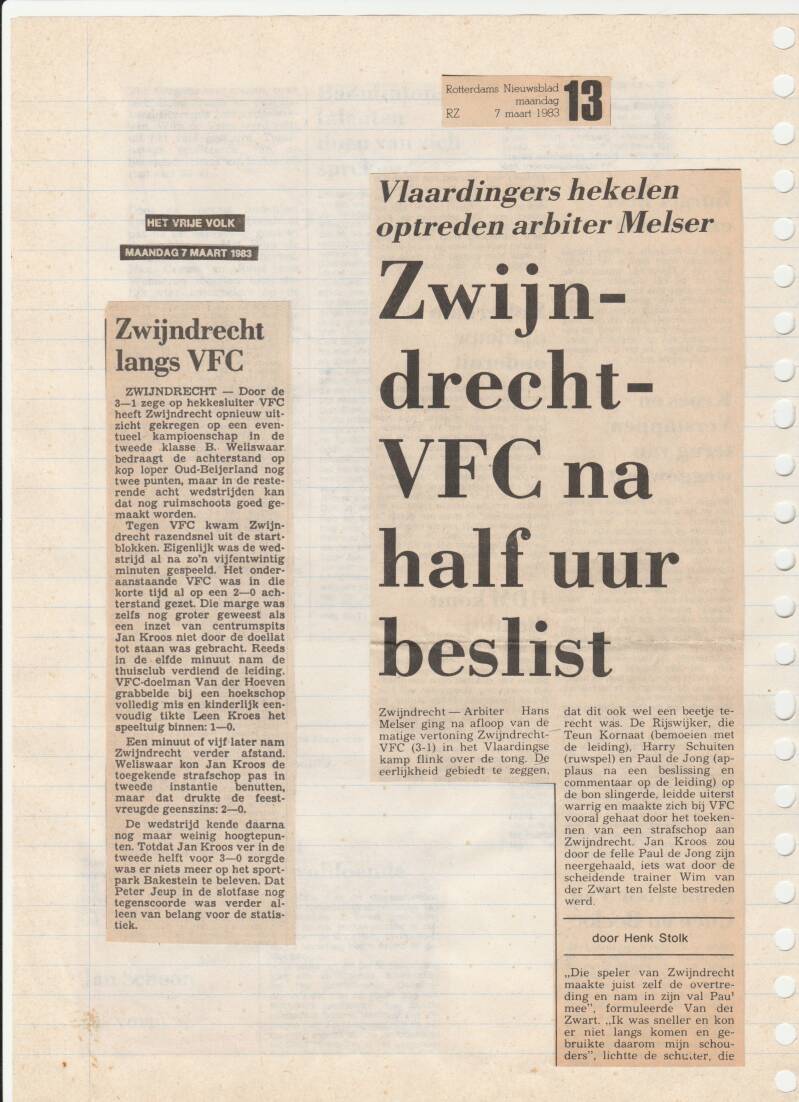 Rotterdams Nieuwsblad
maandag
RZ 7 maart 1983
13
HET VRIJE VOLK
MAANDAG 7 MAART 1983
Zwijndrecht
langs VFC
ZWIJNDRECHT — Door de
3—1 zege op hekkesluiter VFC
heeft Zwijndrecht opnieuw uit-
zicht gekregen op een even-
tueel kampioenschap in de
tweede klasse B. Weliswaar
bedraagt de achterstand op
kop loper Oud-Beijerland nog
twee punten, maar in de reste-
rende acht wedstrijden kan
dat nog ruimschoots goed ge-
maakt worden.
Tegen VFC kwam Zwijn-
drecht razendsnel uit de start-
blokken. Eigenlijk was de wed-
strijd al na zo'n vijfentwintig
minuten gespeeld. Het onder-
aanstaande VFC was in die
korte tijd al op een 2—0 ach-
terstand gezet. Die marge was
zelfs nog groter geweest als
een inzet van centrumspits
Jan Kroos niet door de doellat
tot staan was gebracht. Reeds
in de elfde minuut nam de
thuisclub verdiend de leiding.
VFC-doelman Van der Hoeven
grabbelde bij een hoekschop
volledig mis en kinderlijk een-
voudig tikte Leen Kroes het
speeltuig binnen: 1—0.
Een minuut of vijf later nam
Zwijndrecht verder afstand.
Weliswaar kon Jan Kroos de
toegekende strafschop pas in
tweede instantie benutten,
maar dat drukte de feest-
vreugde geenszins: 2—0.
De wedstrijd kende daarna
nog maar weinig hoogtepun-
ten. Totdat Jan Kroos ver in de
tweede helft voor 3—0 zorgde
was er niets meer op het sport-
park Bakestein te beleven. Dat
Peter Jeup in de slotfase nog
tegenscoorde was verder al-
leen van belang voor de statis-
tiek.
Vlaardingers hekelen
optreden arbiter Melser
Zwijn-
drecht-
VFC na
half uur
beslist
Zwijndrecht — Arbiter Hans
Melser ging na afloop van de
matige vertoning Zwijndrecht-
VFC (3-1) in het Vlaardingse
kamp flink over de tong. De
eerlijkheid gebiedt te zeggen,
dat dit ook wel een beetje te-
recht was. De Rijswijker, die
Teun Kornaat (bemoeien met
de leiding), Harry Schuiten
(ruwspel) en Paul de Jong (ap-
plaus na een beslissing en
commentaar op de leiding) op
de bon slingerde, leidde uiterst
warrig en maakte zich bij VFC
vooral gehaat door het toeken-
nen van een strafschop aan
Zwijndrecht. Jan Kroos zou
door de felle Paul de Jong zijn
neergehaald, iets wat door de
scheidende trainer Wim van
der Zwart ten felste bestreden
werd.
door Henk Stolk
„Die speler van Zwijndrecht
maakte juist zelf de overtre-
ding en nam in zijn val Pau'
mee", formuleerde Van der
Zwart. „Ik was sneller en kon
er niet langs komen en ge-
bruikte daarom mijn schou-
ders", lichtte de schutter, die